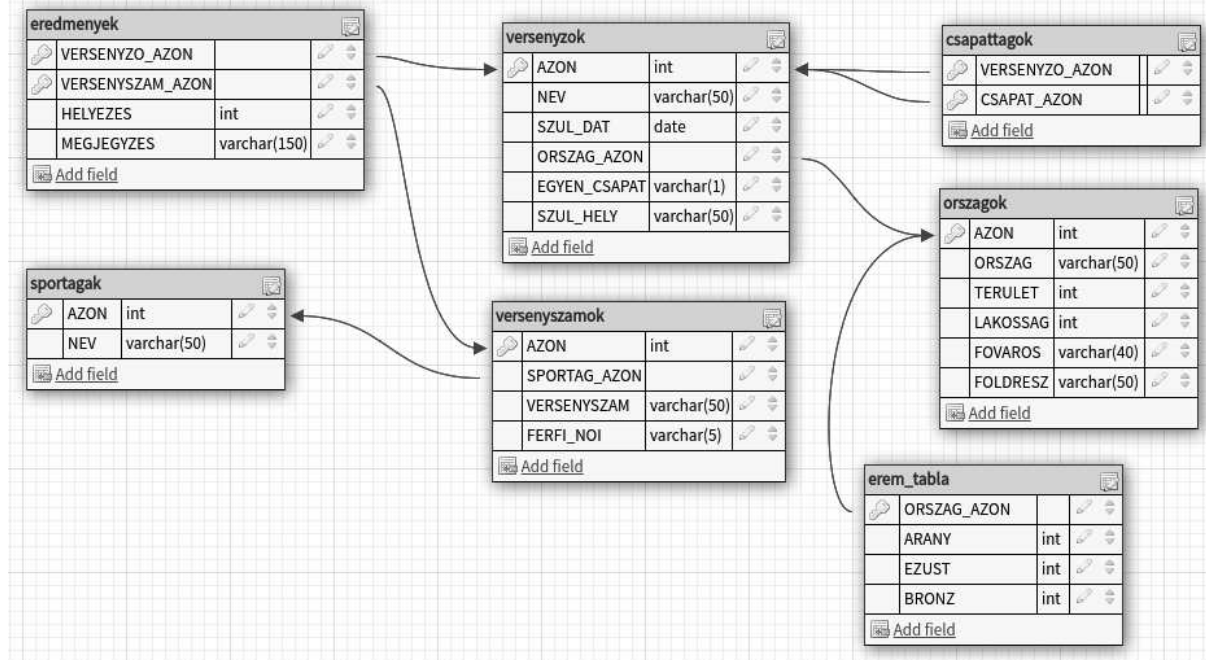 eredmenyek
VERSENYZO_AZON
VERSENYSZAM_AZON
HELYEZES int
MEGJEGYZES varchar(150)
Add field
versenyzok
AZON int
NEV varchar(50)
SZUL_DAT date
ORSZAG_AZON
EGYEN_CSAPAT varchar(1)
SZUL_HELY varchar(50)
Add field
csapattagok
VERSENYZO_AZON
CSAPAT_AZON
Add field
orszagok
AZON int
ORSZAG varchar(50)
TERULET int
LAKOSSAG int
FOVAROS varchar(40)
FOLDRESZ varchar(50)
Add field
sportagak
AZON int
NEV varchar(50)
Add field
versenyszamok
AZON int
SPORTAG_AZON
VERSENYSZAM varchar(50)
FERFI_NOI varchar(5)
Add field
erem_tabla
ORSZAG_AZON
ARANY int
EZUST int
BRONZ int
Add field